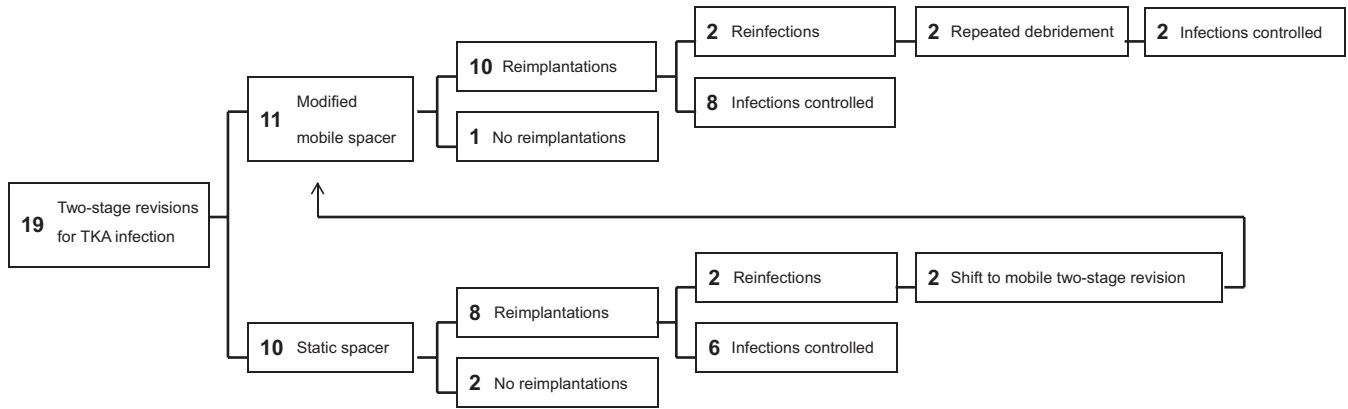 19 Two-stage revisions
for TKA infection
11 Modified
mobile spacer
10 Reimplantations
2 Reinfections
2 Repeated debridement
2 Infections controlled
8 Infections controlled
1 No reimplantations
10 Static spacer
8 Reimplantations
2 Reinfections
2 Shift to mobile two-stage revision
6 Infections controlled
2 No reimplantations